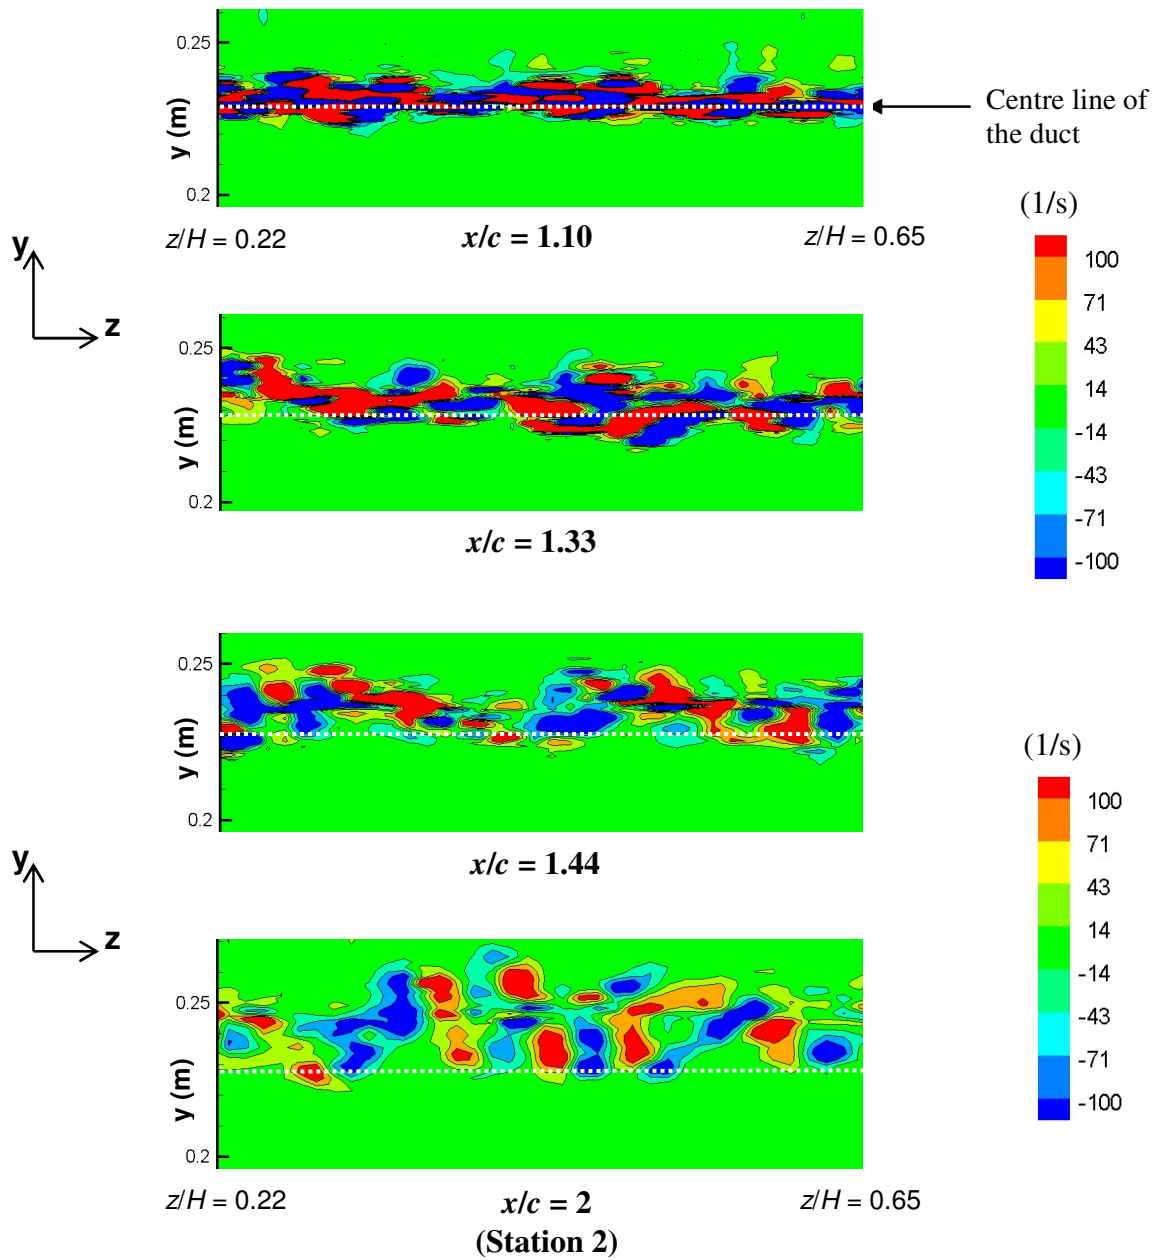 0.25
y (m)
0.2
Centre line of
the duct
z/H = 0.22
x/c = 1.10
z/H = 0.65
(1/s)
100
71
43
14
-14
-43
-71
-100
y
z
0.25
y (m)
0.2
x/c = 1.33
0.25
y (m)
0.2
x/c = 1.44
(1/s)
100
71
43
14
-14
-43
-71
-100
y
z
0.25
y (m)
0.2
z/H = 0.22
x/c = 2
z/H = 0.65
(Station 2)